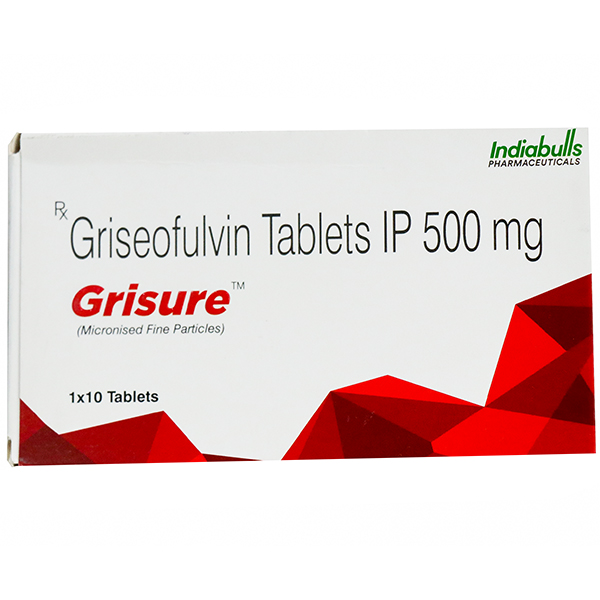 Indiabulls
PHARMACEUTICALS
Rx
Griseofulvin Tablets IP 500 mg
Grisure™
(Micronised Fine Particles)
1x10 Tablets